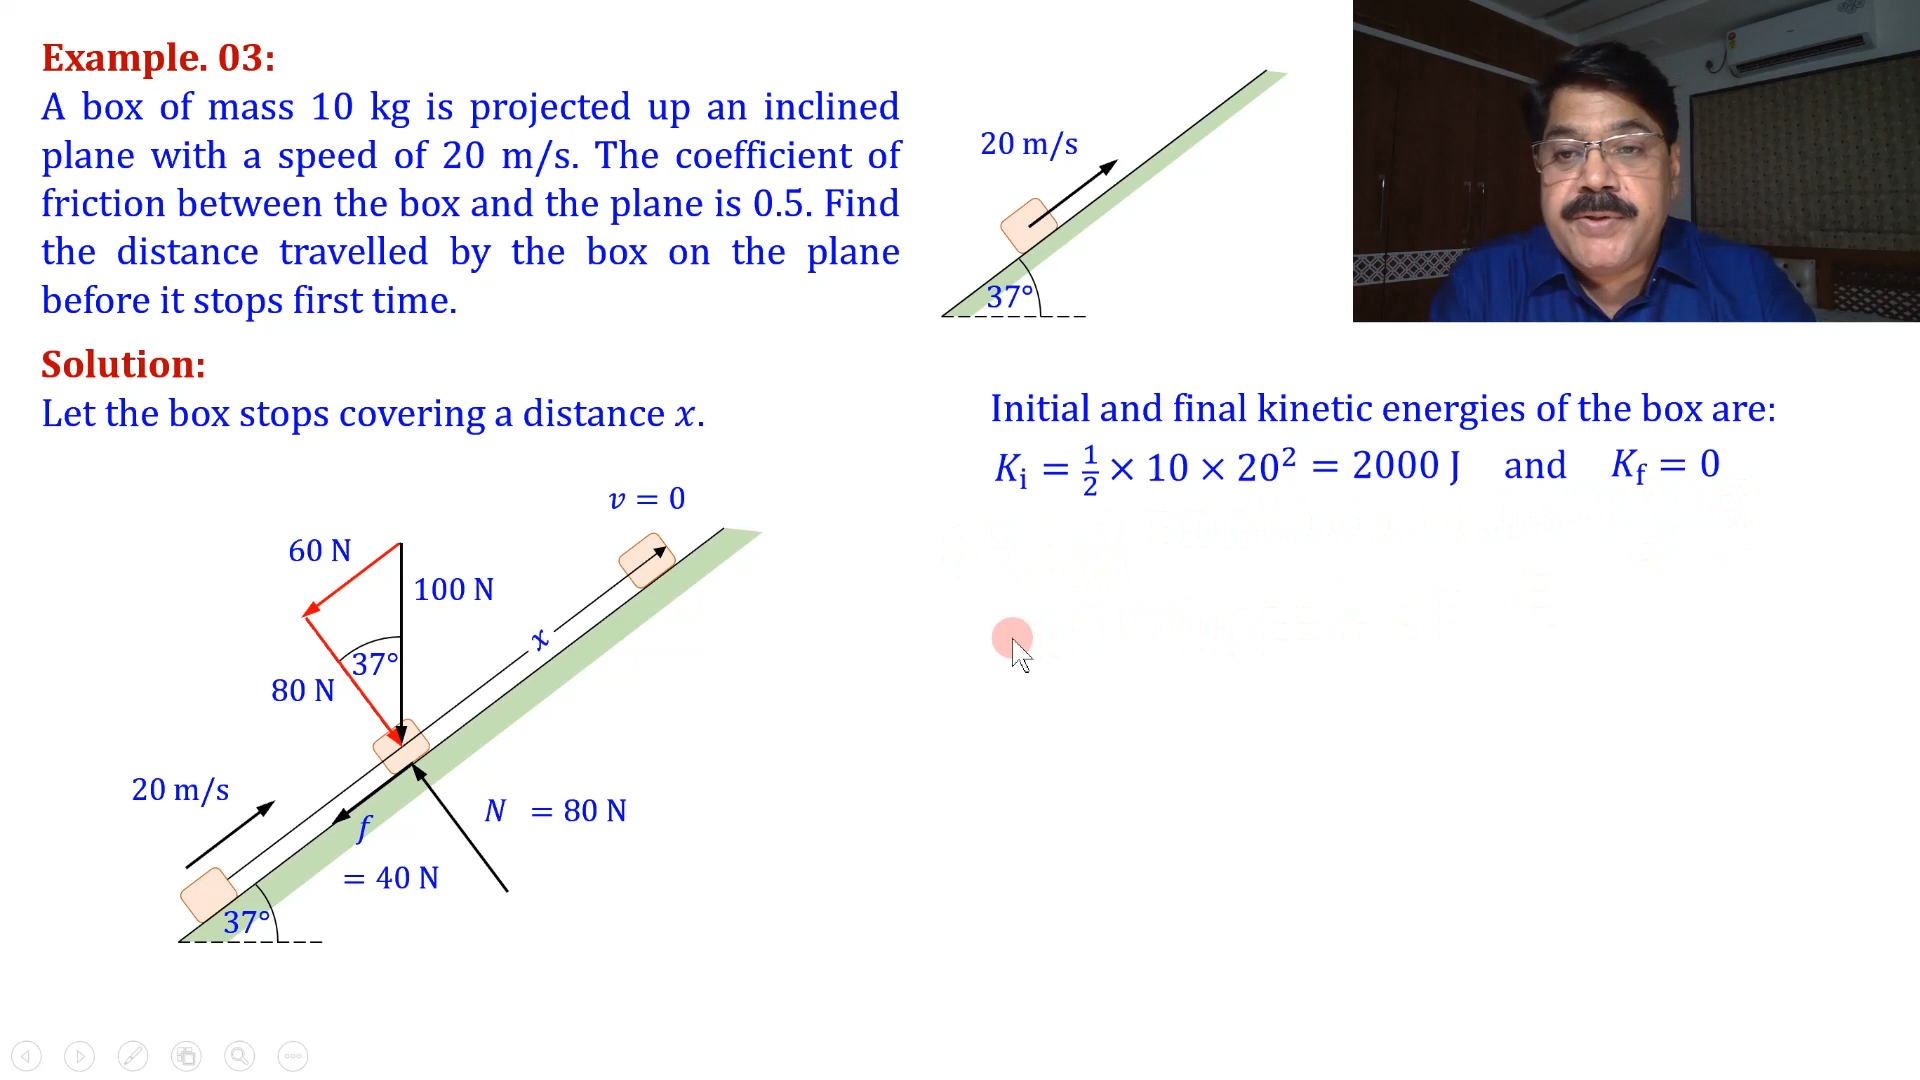 Example. 03:
A box of mass 10 kg is projected up an inclined
plane with a speed of 20 m/s. The coefficient of
friction between the box and the plane is 0.5. Find
the distance travelled by the box on the plane
before it stops first time.
20 m/s
37°
Solution:
Let the box stops covering a distance x.
v = 0
60 N
100 N
x
37°
80 N
20 m/s
N = 80 N
f
= 40 N
37°
Initial and final kinetic energies of the box are:
Kᵢ = ½ × 10 × 20² = 2000 J and K_f = 0